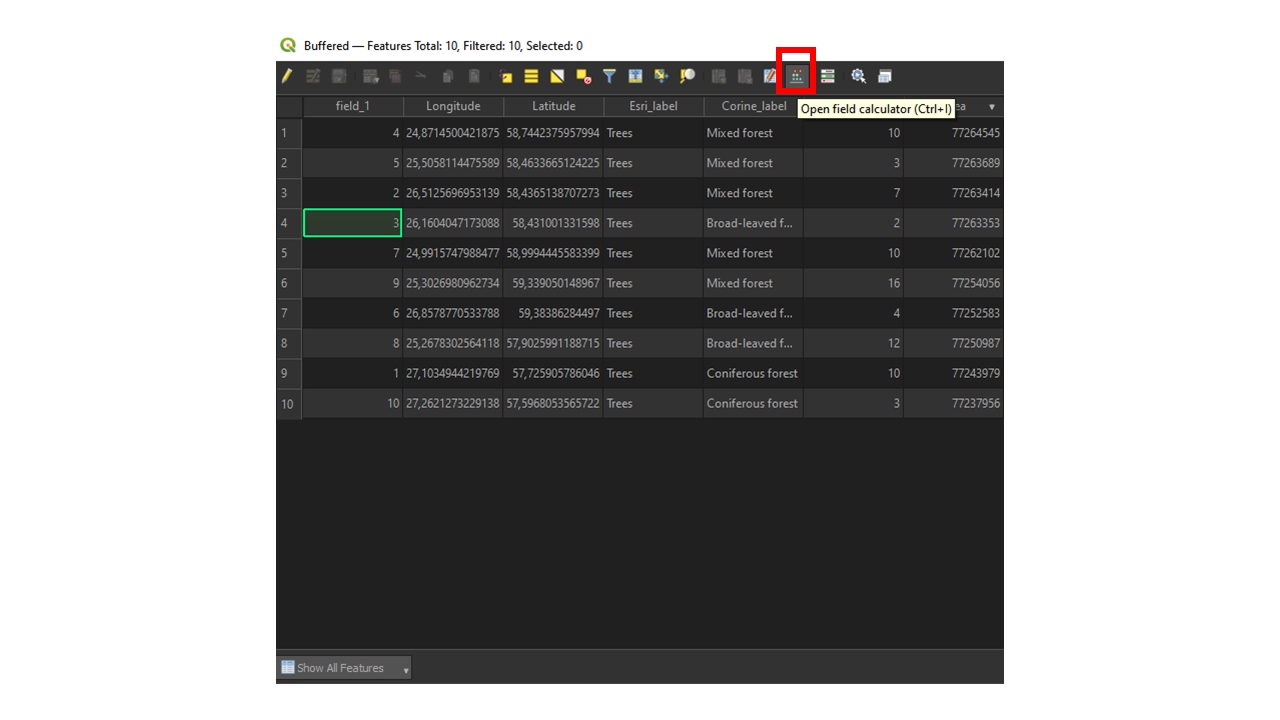 Buffered — Features Total: 10, Filtered: 10, Selected: 0
field_1 Longitude Latitude Esri_label Corine_label ea
Open field calculator (Ctrl+I)
1 4 24,8714500421875 58,7442375957994 Trees Mixed forest 10 77264545
2 5 25,5058114475589 58,4633665124225 Trees Mixed forest 3 77263689
3 2 26,5125696953139 58,4365138707273 Trees Mixed forest 7 77263414
4 3 26,1604047173088 58,431001331598 Trees Broad-leaved f... 2 77263353
5 7 24,9915747988477 58,9994445583399 Trees Mixed forest 10 77262102
6 9 25,3026980962734 59,339050148967 Trees Mixed forest 16 77254056
7 6 26,8578770533788 59,38386284497 Trees Broad-leaved f... 4 77252583
8 8 25,2678302564118 57,9025991188715 Trees Broad-leaved f... 12 77250987
9 1 27,1034944219769 57,725905786046 Trees Coniferous forest 10 77243979
10 10 27,2621273229138 57,5968053565722 Trees Coniferous forest 3 77237956
Show All Features